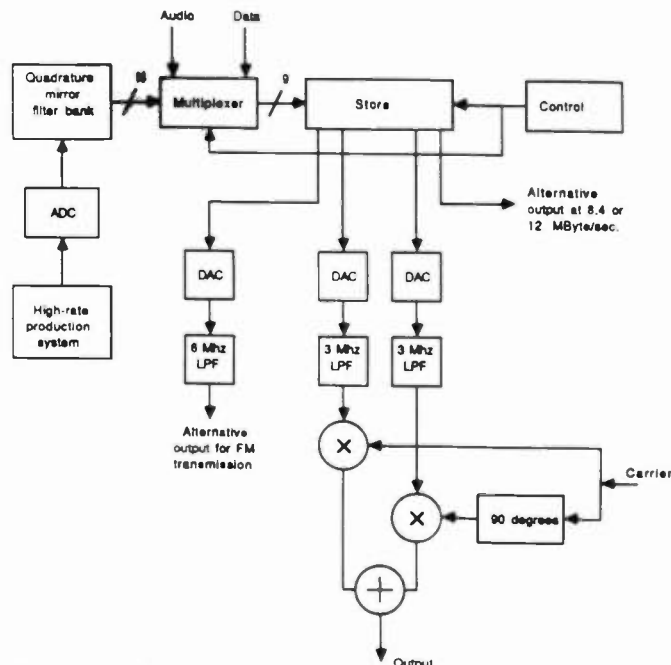 Audio
Data
Quadrature
mirror
filter bank
Multiplexer
9
Store
Control
ADC
Alternative
output at 8.4 or
12 MByte/sec.
High-rate
production
system
DAC
DAC
DAC
6 Mhz
LPF
3 Mhz
LPF
3 Mhz
LPF
Alternative
output for FM
transmission
X
Carrier
X
90 degrees
+
Output